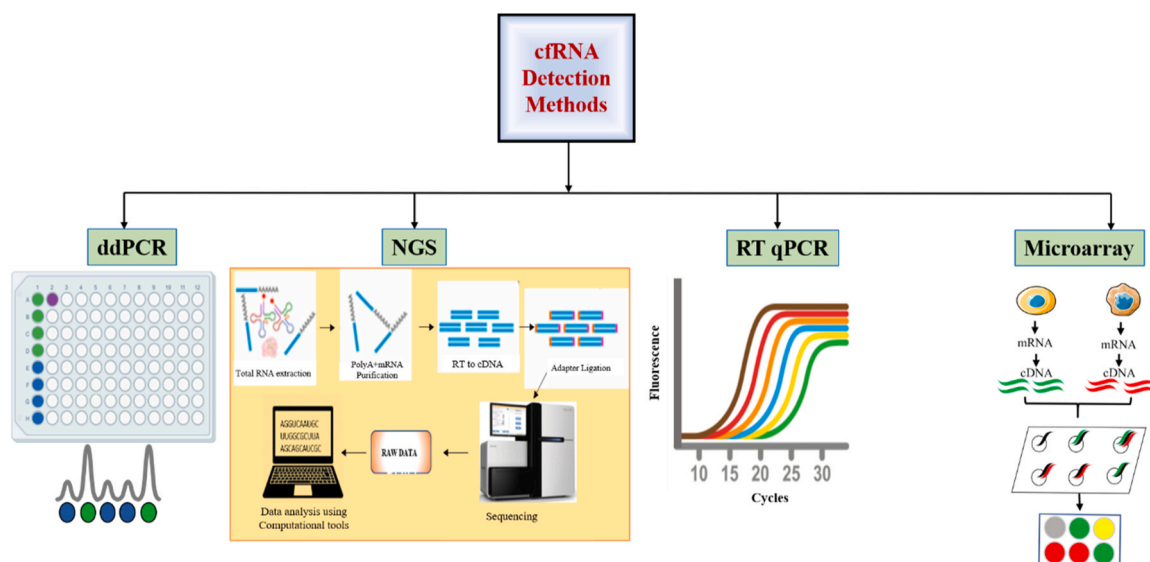 cfRNA
Detection
Methods
ddPCR
NGS
RT qPCR
Microarray
1 2 3 4 5 6 7 8 9 10 11 12
A
B
C
D
E
F
G
H
Total RNA extraction
PolyA+mRNA
Purification
RT to cDNA
Adapter Ligation
AGGUCAAUGC
UUGGCGCUUA
AGCAGCAUCGC
RAW DATA
Data analysis using
Computational tools
Sequencing
Fluorescence
10 15 20 25 30
Cycles
mRNA mRNA
cDNA cDNA